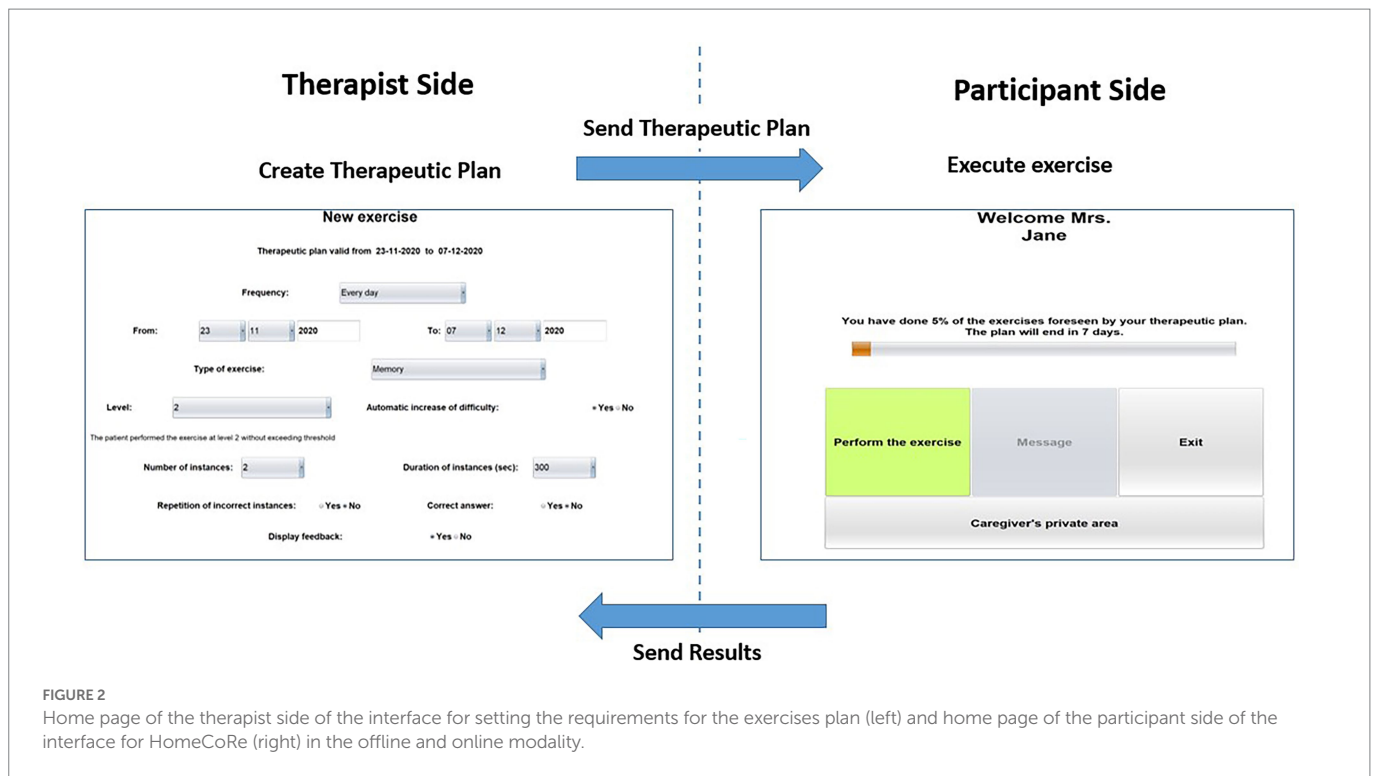 Therapist Side
Participant Side
Send Therapeutic Plan
Create Therapeutic Plan
Execute exercise
New exercise
Therapeutic plan valid from 23-11-2020 to 07-12-2020
Frequency: Every day
From: 23 11 2020 To: 07 12 2020
Type of exercise: Memory
Level: 2 Automatic increase of difficulty: Yes No
The patient performed the exercise at level 2 without exceeding threshold
Number of instances: 2 Duration of instances (sec): 300
Repetition of incorrect instances: Yes No Correct answer: Yes No
Display feedback: Yes No
Welcome Mrs.
Jane
You have done 5% of the exercises foreseen by your therapeutic plan.
The plan will end in 7 days.
Perform the exercise Message Exit
Caregiver's private area
Send Results
FIGURE 2
Home page of the therapist side of the interface for setting the requirements for the exercises plan (left) and home page of the participant side of the
interface for HomeCoRe (right) in the offline and online modality.